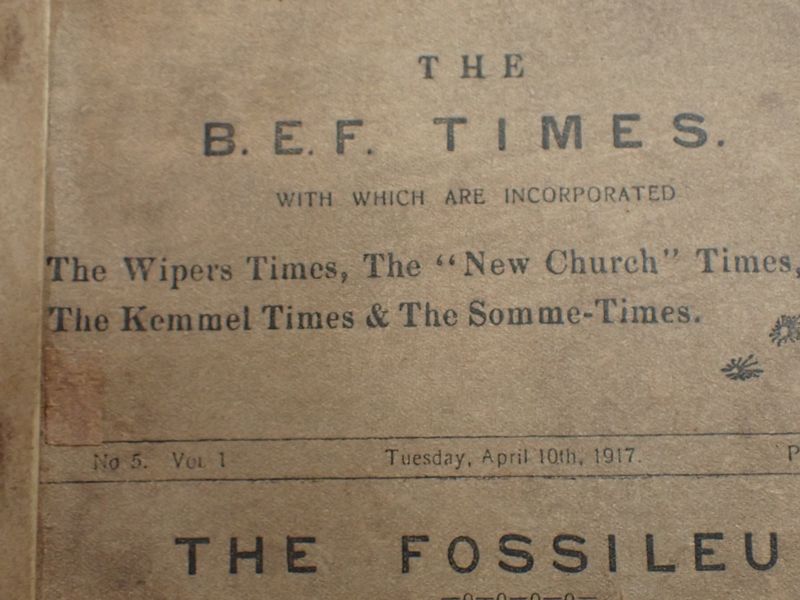 THE
B.E.F. TIMES.
WITH WHICH ARE INCORPORATED
The Wipers Times, The "New Church" Times,
The Kemmel Times & The Somme-Times.
No 5. Vol 1 Tuesday, April 10th, 1917. P
THE FOSSILEU